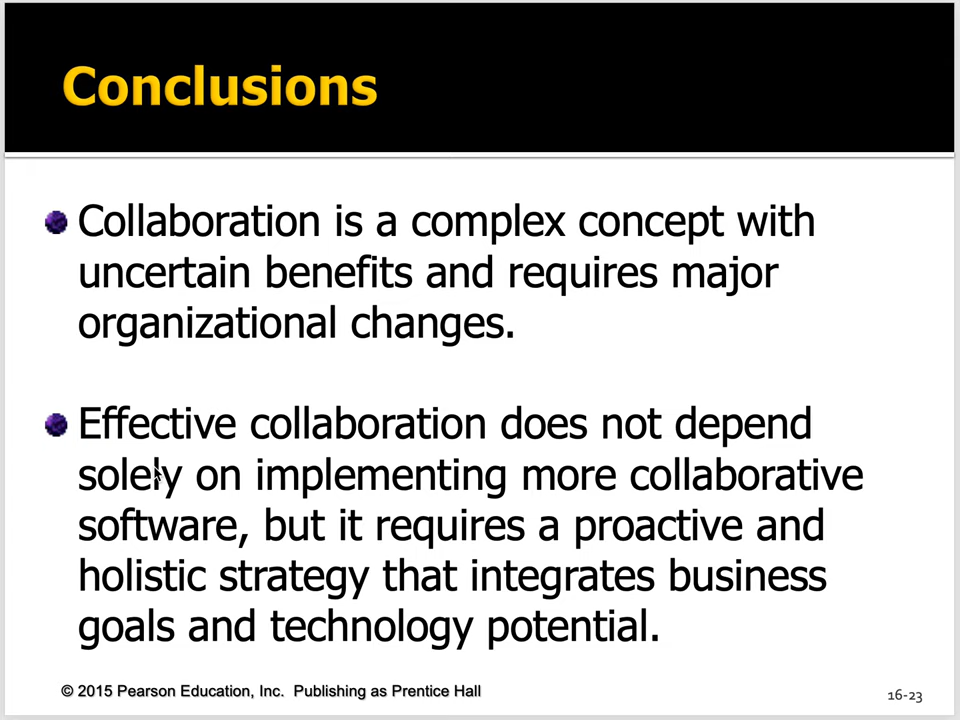 Conclusions
Collaboration is a complex concept with
uncertain benefits and requires major
organizational changes.
Effective collaboration does not depend
solely on implementing more collaborative
software, but it requires a proactive and
holistic strategy that integrates business
goals and technology potential.
© 2015 Pearson Education, Inc. Publishing as Prentice Hall
16-23